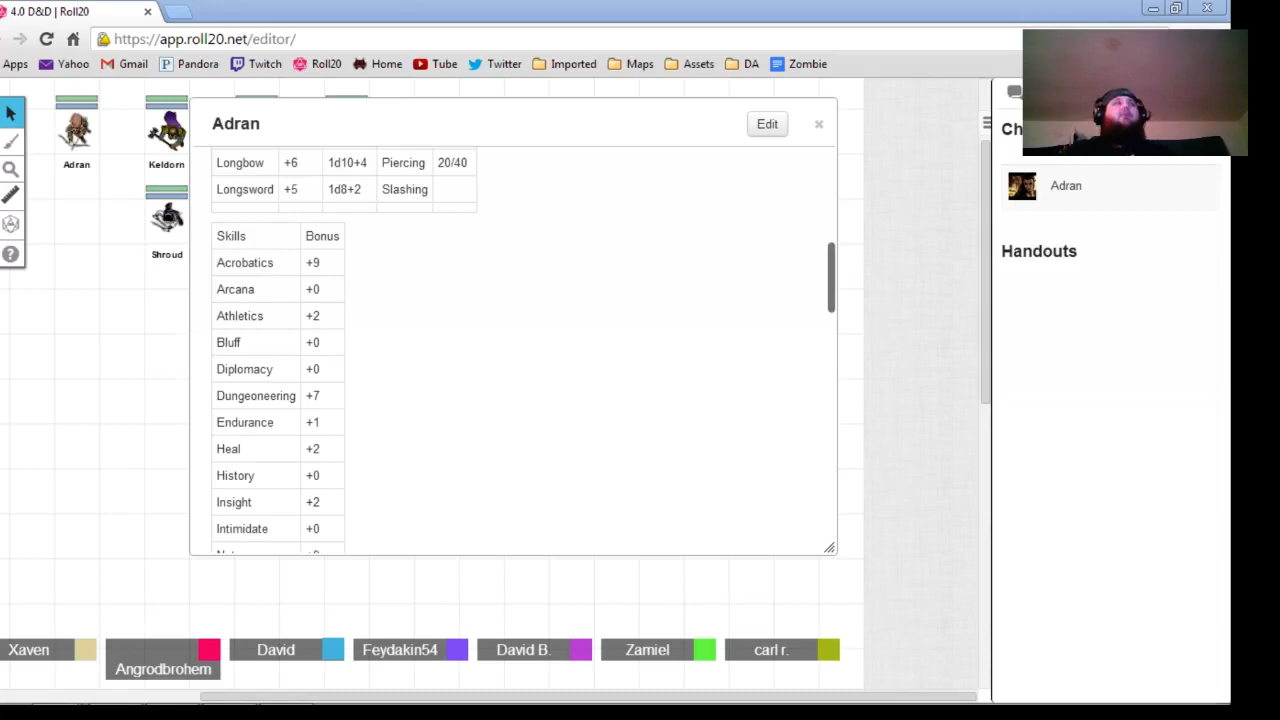 4.0 D&D | Roll20
https://app.roll20.net/editor/
Apps Yahoo Gmail Pandora Twitch Roll20 Home Tube Twitter Imported Maps Assets DA Zombie
Adran Edit ×
Longbow +6 1d10+4 Piercing 20/40
Longsword +5 1d8+2 Slashing
Skills Bonus
Acrobatics +9
Arcana +0
Athletics +2
Bluff +0
Diplomacy +0
Dungeoneering +7
Endurance +1
Heal +2
History +0
Insight +2
Intimidate +0
Adran
Keldorn
Shroud
Adran
Handouts
Xaven
Angrodbrohem
David
Feydakin54
David B.
Zamiel
carl r.